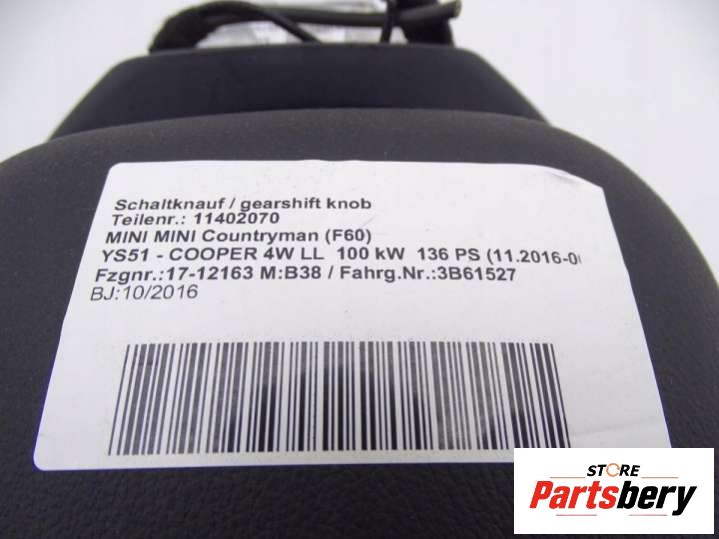 Schaltknauf / gearshift knob
Teilenr.: 11402070
MINI MINI Countryman (F60)
YS51 - COOPER 4W LL 100 kW 136 PS (11.2016-0
Fzgnr.:17-12163 M:B38 / Fahrg.Nr.:3B61527
BJ:10/2016
STORE
Partsbery